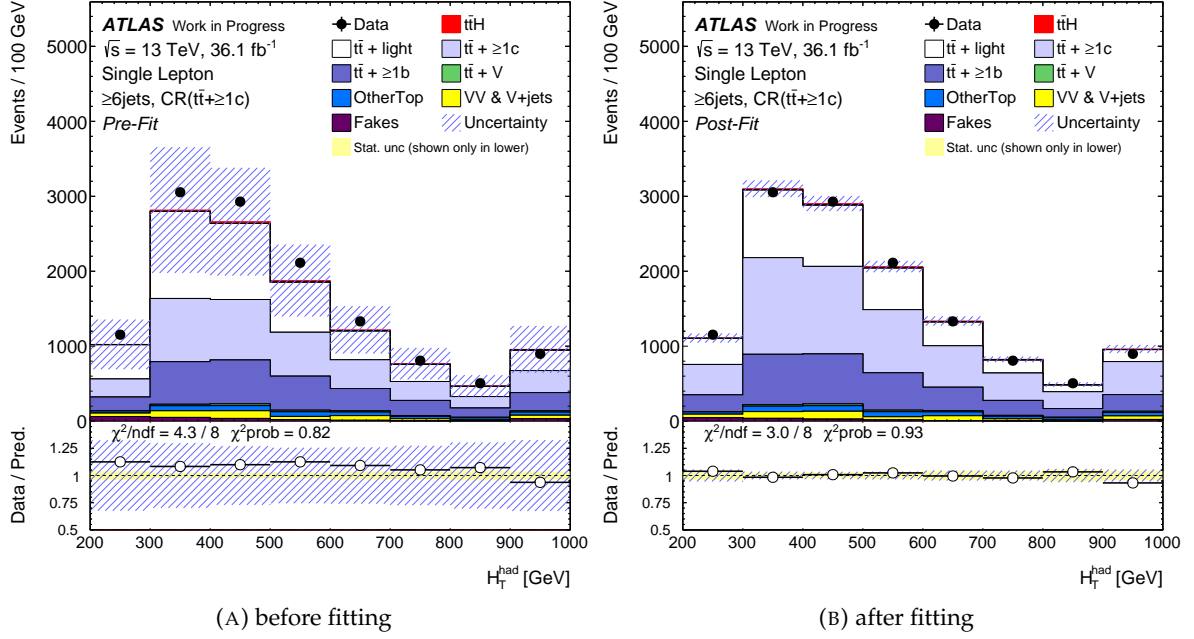 ATLAS Work in Progress
√s = 13 TeV, 36.1 fb⁻¹
Single Lepton
≥6jets, CR(tt̄+≥1c)
Pre-Fit
Data
tt̄H
tt̄ + light
tt̄ + ≥1c
tt̄ + ≥1b
tt̄ + V
OtherTop
VV & V+jets
Fakes
Uncertainty
Stat. unc (shown only in lower)
Events / 100 GeV
5000
4000
3000
2000
1000
0
χ²/ndf = 4.3 / 8 χ²prob = 0.82
Data / Pred.
1.25
1
0.75
0.5
200 300 400 500 600 700 800 900 1000
H_T^had [GeV]
(A) before fitting
ATLAS Work in Progress
√s = 13 TeV, 36.1 fb⁻¹
Single Lepton
≥6jets, CR(tt̄+≥1c)
Post-Fit
Data
tt̄H
tt̄ + light
tt̄ + ≥1c
tt̄ + ≥1b
tt̄ + V
OtherTop
VV & V+jets
Fakes
Uncertainty
Stat. unc (shown only in lower)
Events / 100 GeV
5000
4000
3000
2000
1000
0
χ²/ndf = 3.0 / 8 χ²prob = 0.93
Data / Pred.
1.25
1
0.75
0.5
200 300 400 500 600 700 800 900 1000
H_T^had [GeV]
(B) after fitting